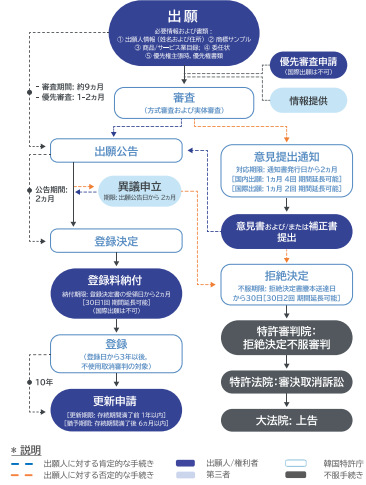 出願
必要情報および書類：
① 出願人情報 (姓名および住所) ② 商標サンプル
③ 商品/サービス業目録; ④ 委任状
⑤ 優先権主張時、優先権書類
優先審査申請
(国際出願は不可)
- 審査期間: 約9ヵ月
- 優先審査: 1-2ヵ月
審査
(方式審査および実体審査)
情報提供
出願公告
意見提出通知
対応期限: 通知書発行日から2ヵ月
[国内出願: 1ヵ月 4回 期間延長可能]
[国際出願: 1ヵ月 2回 期間延長可能]
公告期間:
2ヵ月
異議申立
期限: 出願公告日から 2ヵ月
意見書および/または補正書
提出
登録決定
拒絶決定
不服期限: 拒絶決定書謄本送達日
から30日[30日2回 期間延長可能]
登録料納付
納付期限: 登録決定書の受領日から2ヵ月
[30日1回 期間延長可能]
(国際出願は不可)
特許審判院：
拒絶決定不服審判
登録
(登録日から3年以後,
不使用取消審判の対象)
特許法院：審決取消訴訟
10年
更新申請
[更新期限: 存続期間満了前 1年以内]
[猶予期間: 存続期間満了後 6ヵ月以内]
大法院：上告
* 説明
出願人に対する肯定的な手続き
出願人に対する否定的な手続き
出願人/権利者
第三者
韓国特許庁
不服手続き